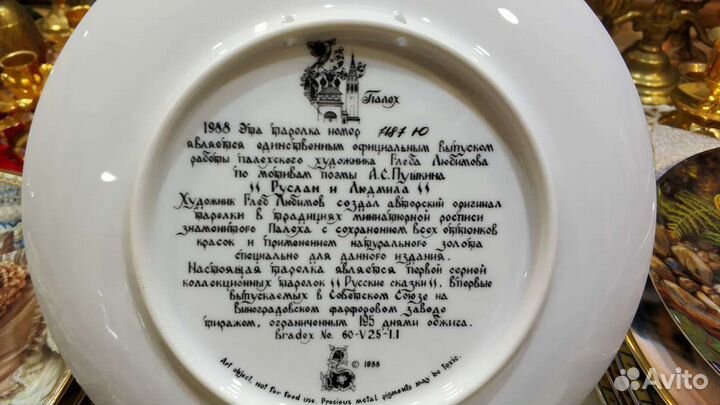 Палех
1988 Эта тарелка номер 7487 Ю
является единственным официальным выпуском
работы палехского художника Глеба Любимова
по мотивам поэмы А.С.Пушкина
"Руслан и Людмила"
Художник Глеб Любимов создал авторский оригинал
тарелки в традициях миниатюрной росписи
знаменитого Палеха с сохранением всех оттенков
красок и применением натурального золота
специально для данного издания.
Настоящая тарелка является первой серией
коллекционных тарелок "Русские сказки", впервые
выпускаемых в Советском Союзе на
Виноградовском фарфоровом заводе
тиражом, ограниченным 195 днями обжига.
Bradex No. 60-V25-1.1
© 1988
Art object, not for food use. Precious metal pigments may be toxic.
Avito